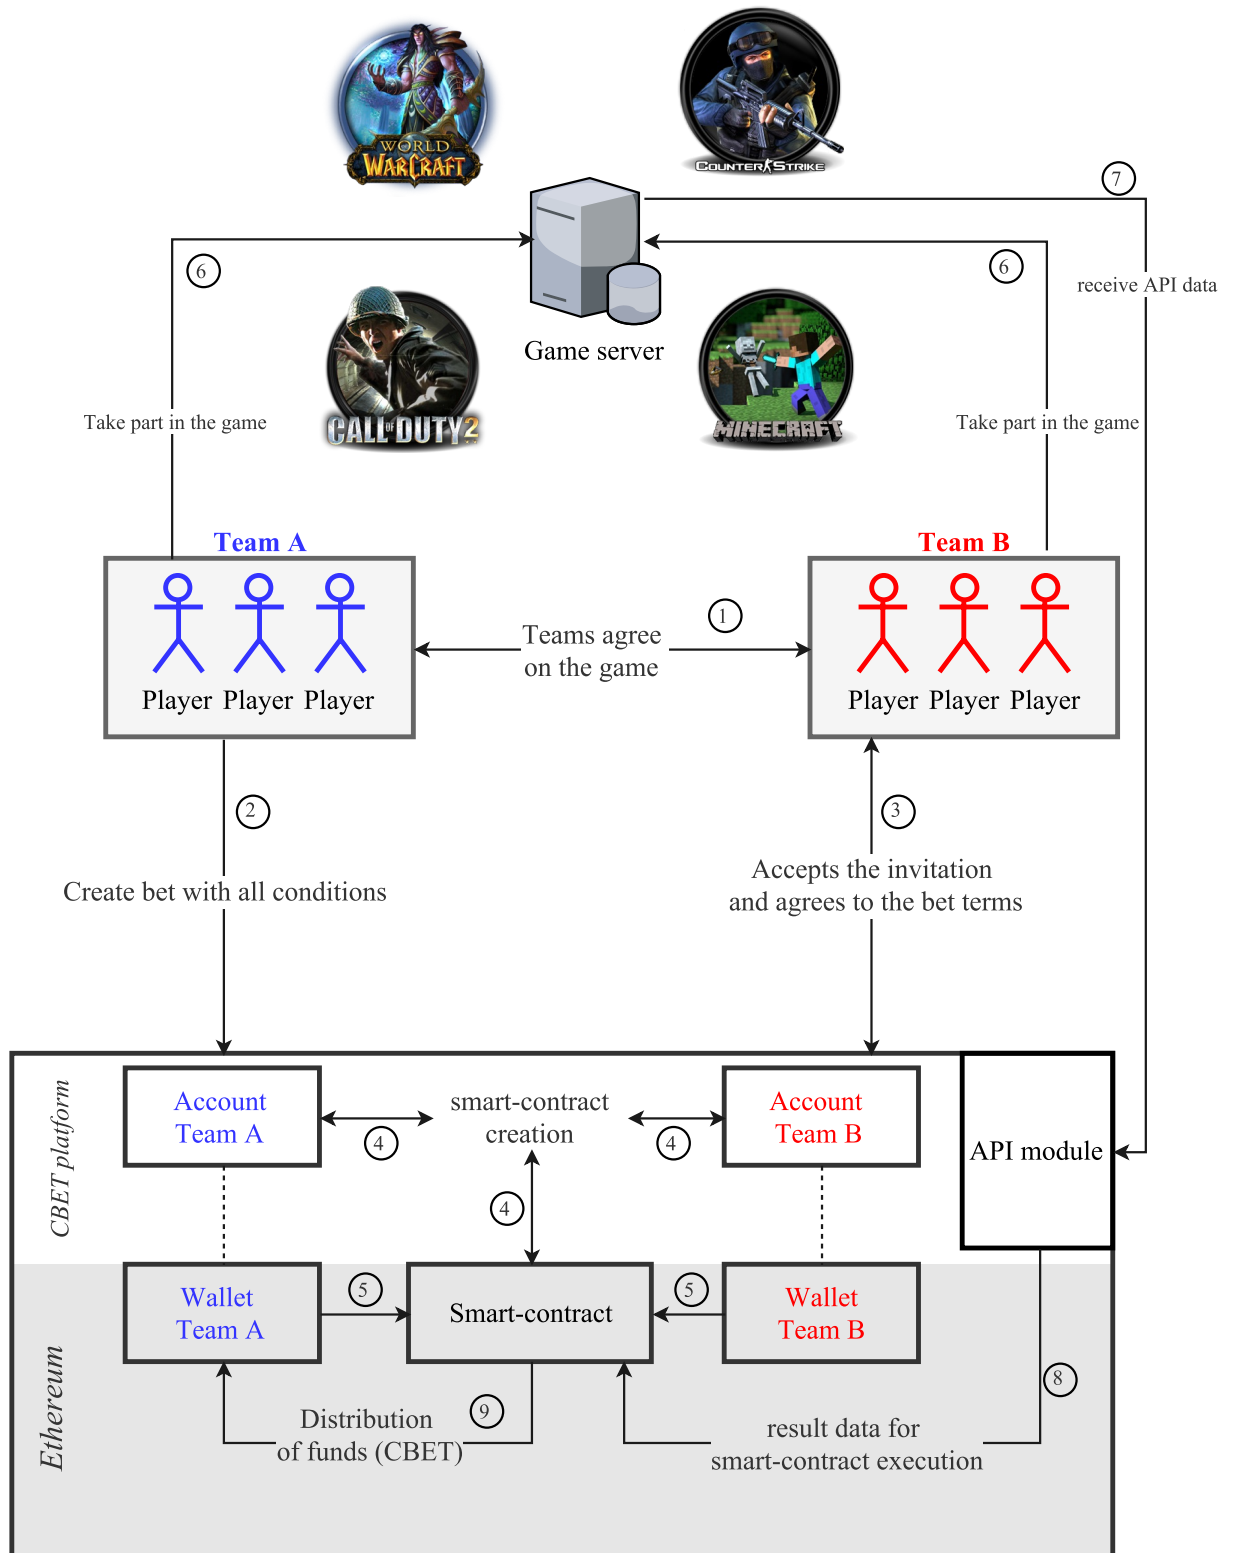 WORLD
WARCRAFT
COUNTER STRIKE
7
6
6
receive API data
Game server
CALL OF DUTY 2
MINECRAFT
Take part in the game
Take part in the game
Team A
Team B
1
Teams agree
on the game
Player Player Player
Player Player Player
2
3
Create bet with all conditions
Accepts the invitation
and agrees to the bet terms
CBET platform
Account
Team A
smart-contract
creation
Account
Team B
4
4
API module
4
Wallet
Team A
5
Smart-contract
5
Wallet
Team B
Ethereum
8
9
Distribution
of funds (CBET)
result data for
smart-contract execution